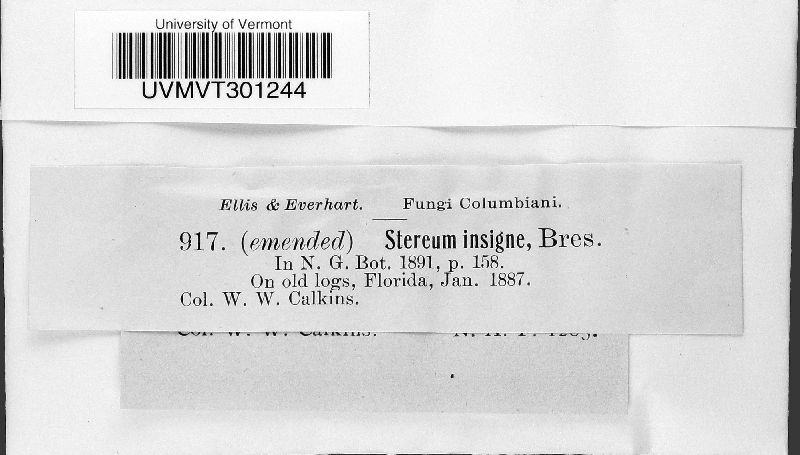 University of Vermont
UVMVT301244
Ellis & Everhart. Fungi Columbiani.
917. (emended) Stereum insigne, Bres.
In N. G. Bot. 1891, p. 158.
On old logs, Florida, Jan. 1887.
Col. W. W. Calkins.
Col. W. W. Calkins.